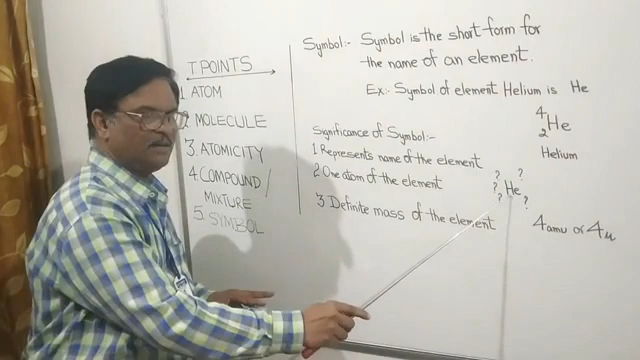 T.POINTS
1 ATOM
2. MOLECULE
3. ATOMICITY
4. COMPOUND/
MIXTURE
5. SYMBOL
Symbol:- Symbol is the short form for
the name of an element.
Ex:- Symbol of element Helium is He
4
2 He
Helium
Significance of Symbol:-
1 Represents name of the element
2 One atom of the element
3 Definite mass of the element
? ?
? He
? ?
4 amu or 4u